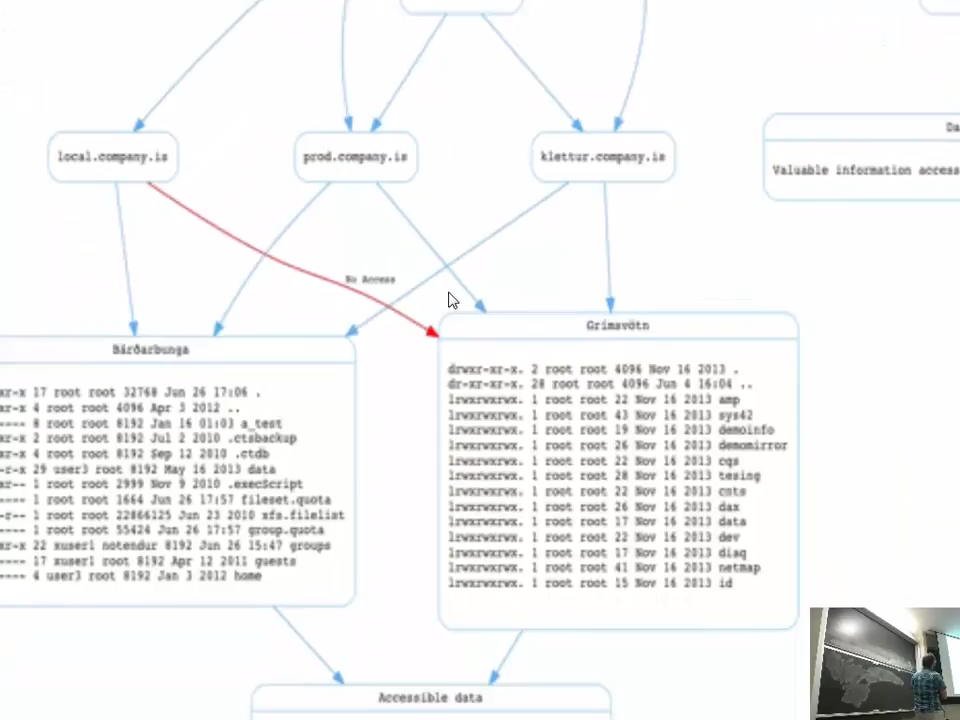 Da
local.company.is
prod.company.is
klettur.company.is
Valuable information access
No Access
Grímsvötn
Bárðarbunga
drwxr-xr-x. 2 root root 4096 Nov 16 2013 .
dr-xr-xr-x. 28 root root 4096 Jun 4 16:04 ..
lrwxrwxrwx. 1 root root 22 Nov 16 2013 amp
lrwxrwxrwx. 1 root root 43 Nov 16 2013 sys42
lrwxrwxrwx. 1 root root 19 Nov 16 2013 demoinfo
lrwxrwxrwx. 1 root root 26 Nov 16 2013 demomirror
lrwxrwxrwx. 1 root root 22 Nov 16 2013 cqs
lrwxrwxrwx. 1 root root 28 Nov 16 2013 tesing
lrwxrwxrwx. 1 root root 22 Nov 16 2013 cnts
lrwxrwxrwx. 1 root root 26 Nov 16 2013 dax
lrwxrwxrwx. 1 root root 17 Nov 16 2013 data
lrwxrwxrwx. 1 root root 22 Nov 16 2013 dev
lrwxrwxrwx. 1 root root 17 Nov 16 2013 diaq
lrwxrwxrwx. 1 root root 41 Nov 16 2013 netmap
lrwxrwxrwx. 1 root root 15 Nov 16 2013 id
xr-x 17 root root 32768 Jun 26 17:06 .
xr-x 4 root root 4096 Apr 3 2012 ..
---- 8 root root 8192 Jan 16 01:03 a_test
xr-x 2 root root 8192 Jul 2 2010 .ctsbackup
xr-x 4 root root 8192 Sep 12 2010 .ctdb
-r-x 29 user3 root 8192 May 16 2013 data
xr-- 1 root root 2999 Nov 9 2010 .execScript
---- 1 root root 1664 Jun 26 17:57 fileset.quota
-r-- 1 root root 22866125 Jun 23 2010 xfs.filelist
---- 1 root root 55424 Jun 26 17:57 group.quota
xr-x 22 xuser1 notendur 8192 Jun 26 15:47 groups
---- 17 xuser1 root 8192 Apr 12 2011 guests
---- 4 user3 root 8192 Jan 3 2012 home
Accessible data